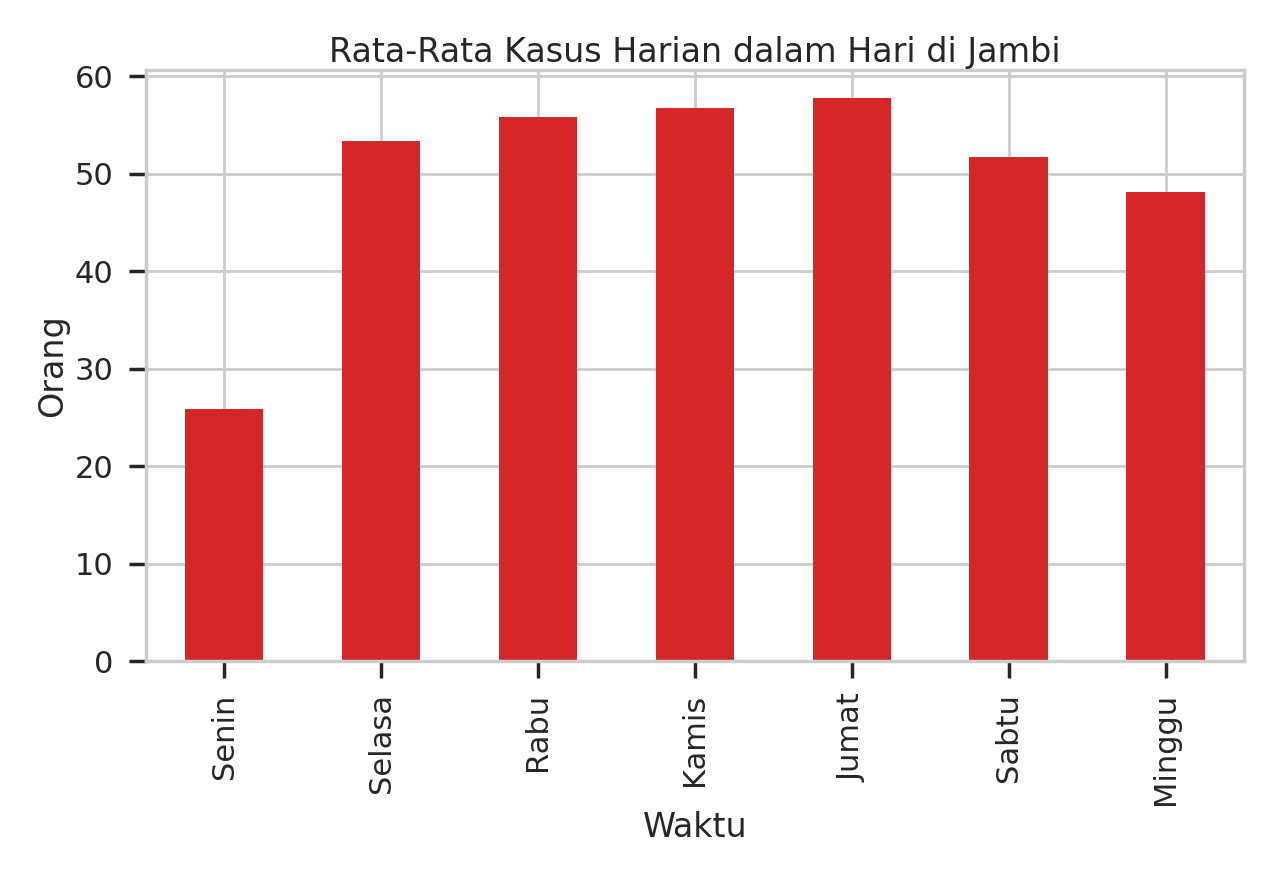 Rata-Rata Kasus Harian dalam Hari di Jambi
60
50
40
30
20
10
0
Orang
Senin
Selasa
Rabu
Kamis
Jumat
Sabtu
Minggu
Waktu